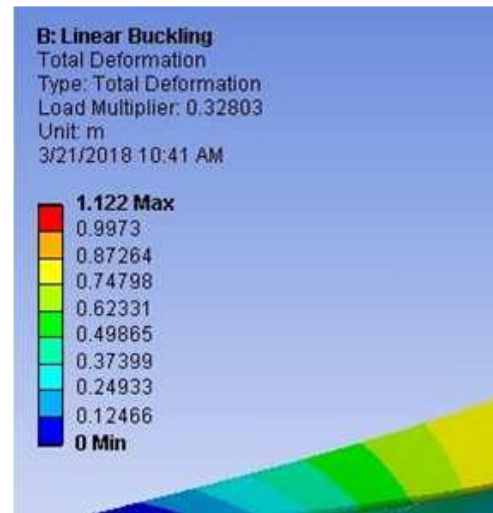 B: Linear Buckling
Total Deformation
Type: Total Deformation
Load Multiplier: 0.32803
Unit: m
3/21/2018 10:41 AM
1.122 Max
0.9973
0.87264
0.74798
0.62331
0.49865
0.37399
0.24933
0.12466
0 Min